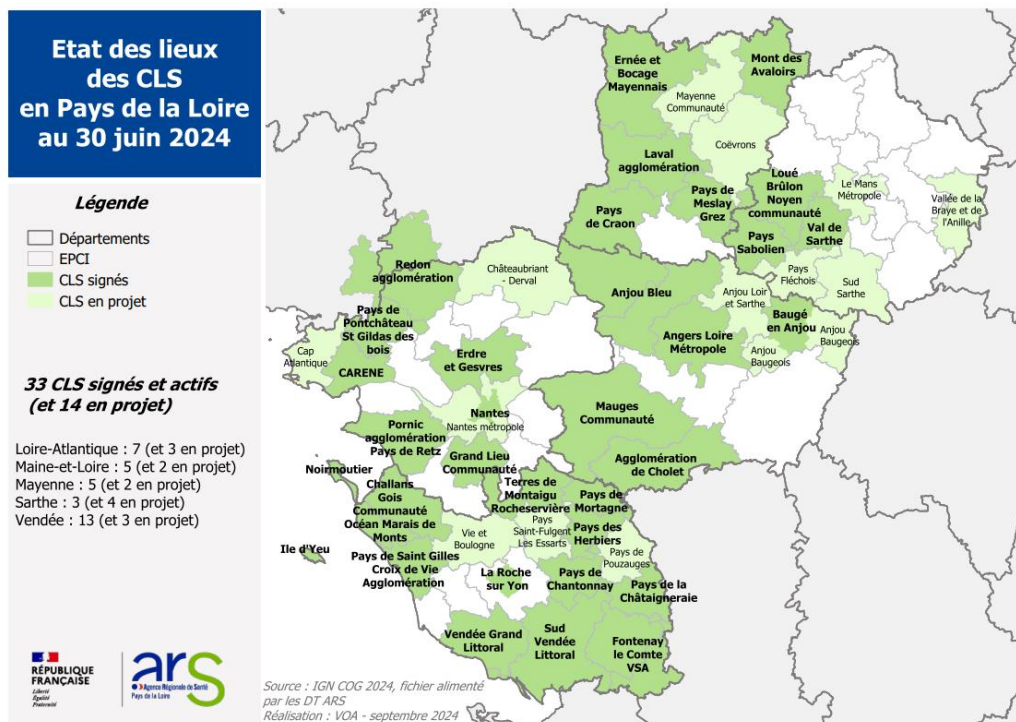 Etat des lieux
des CLS
en Pays de la Loire
au 30 juin 2024
Légende
Départements
EPCI
CLS signés
CLS en projet
33 CLS signés et actifs
(et 14 en projet)
Loire-Atlantique : 7 (et 3 en projet)
Maine-et-Loire : 5 (et 2 en projet)
Mayenne : 5 (et 2 en projet)
Sarthe : 3 (et 4 en projet)
Vendée : 13 (et 3 en projet)
RÉPUBLIQUE
FRANÇAISE
Liberté
Égalité
Fraternité
ars
Agence Régionale de Santé
Pays de la Loire
Ernée et
Bocage
Mayennais
Mont des
Avaloirs
Mayenne
Communauté
Coëvrons
Laval
agglomération
Pays de
Meslay
Grez
Pays
de Craon
Loué
Brûlon
Noyen
communauté
Le Mans
Métropole
Vallée de la
Braye et de
l'Anille
Val de
Sarthe
Pays
Sabolien
Pays
Fléchois
Sud
Sarthe
Redon
agglomération
Châteaubriant
- Derval
Anjou Bleu
Anjou Loir
et Sarthe
Baugé
en Anjou
Anjou
Baugeois
Anjou
Baugeois
Angers Loire
Métropole
Pays de
Pontchâteau
St Gildas des
bois
Cap
Atlantique
CARENE
Erdre
et Gesvres
Nantes
Nantes métropole
Mauges
Communauté
Pornic
agglomération
Pays de Retz
Grand Lieu
Communauté
Agglomération
de Cholet
Noirmoutier
Challans
Gois
Communauté
Océan Marais de
Monts
Terres de
Montaigu
Rocheservière
Pays de
Mortagne
Pays
Saint-Fulgent
Les Essarts
Pays des
Herbiers
Vie et
Boulogne
Pays de
Pouzauges
Ile d'Yeu
Pays de Saint Gilles
Croix de Vie
Agglomération
La Roche
sur Yon
Pays de
Chantonnay
Pays de la
Châtaigneraie
Vendée Grand
Littoral
Sud
Vendée
Littoral
Fontenay
le Comte
VSA
Source : IGN COG 2024, fichier alimenté
par les DT ARS
Réalisation : VOA - septembre 2024